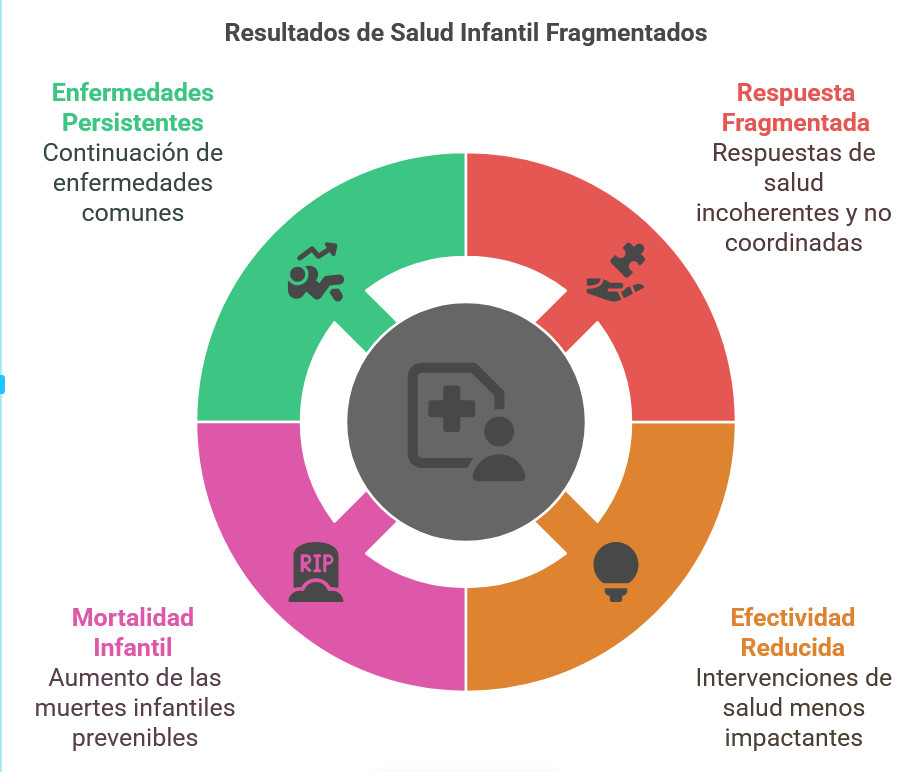 Resultados de Salud Infantil Fragmentados
Enfermedades
Persistentes
Continuación de
enfermedades
comunes
Respuesta
Fragmentada
Respuestas de
salud
incoherentes y no
coordinadas
RIP
Mortalidad
Infantil
Aumento de las
muertes infantiles
prevenibles
Efectividad
Reducida
Intervenciones de
salud menos
impactantes